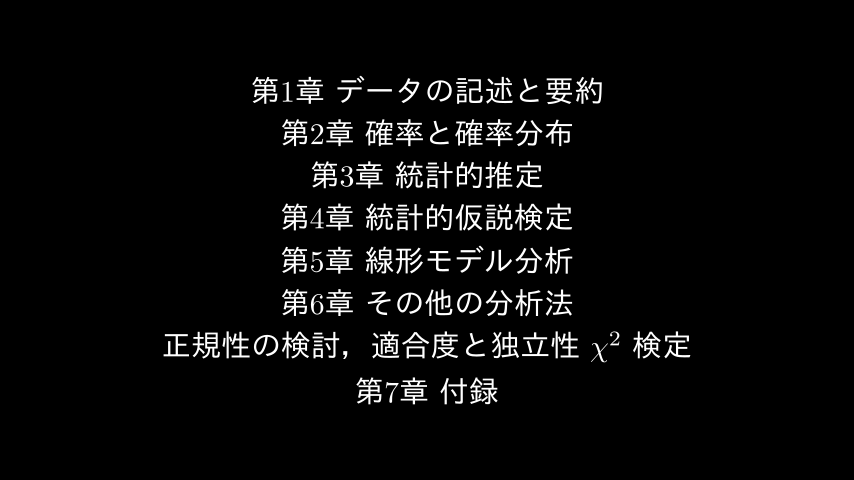 第1章 データの記述と要約
第2章 確率と確率分布
第3章 統計的推定
第4章 統計的仮説検定
第5章 線形モデル分析
第6章 その他の分析法
正規性の検討，適合度と独立性 χ² 検定
第7章 付録